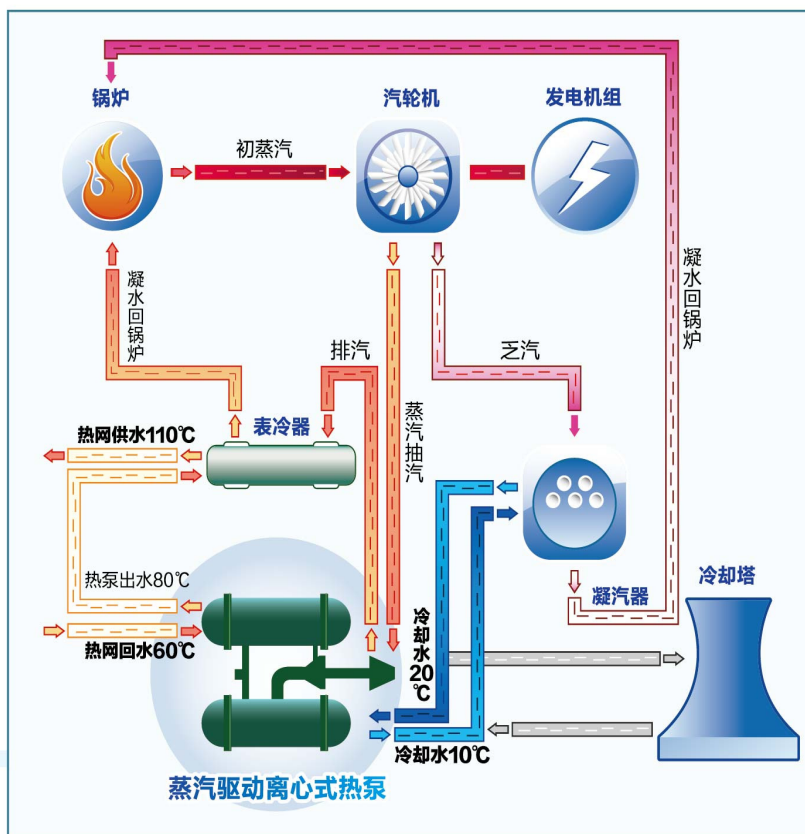 锅炉
汽轮机
发电机组
初蒸汽
凝水回锅炉
凝水回锅炉
排汽
乏汽
蒸汽抽汽
热网供水110℃
表冷器
热泵出水80℃
热网回水60℃
冷却水20℃
凝汽器
冷却塔
冷却水10℃
蒸汽驱动离心式热泵